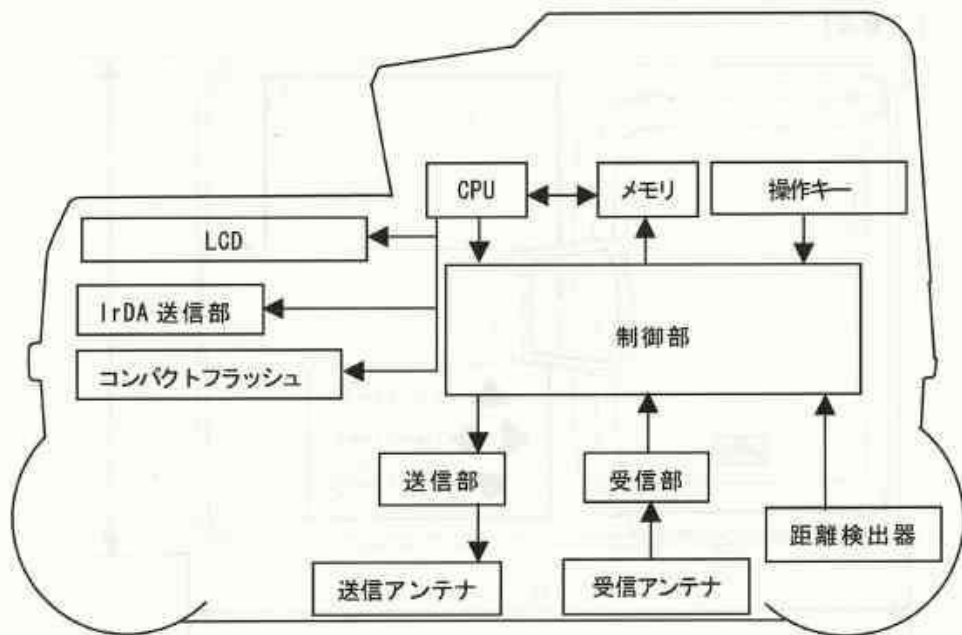 CPU
メモリ
操作キー
LCD
IrDA 送信部
制御部
コンパクトフラッシュ
送信部
受信部
距離検出器
送信アンテナ
受信アンテナ